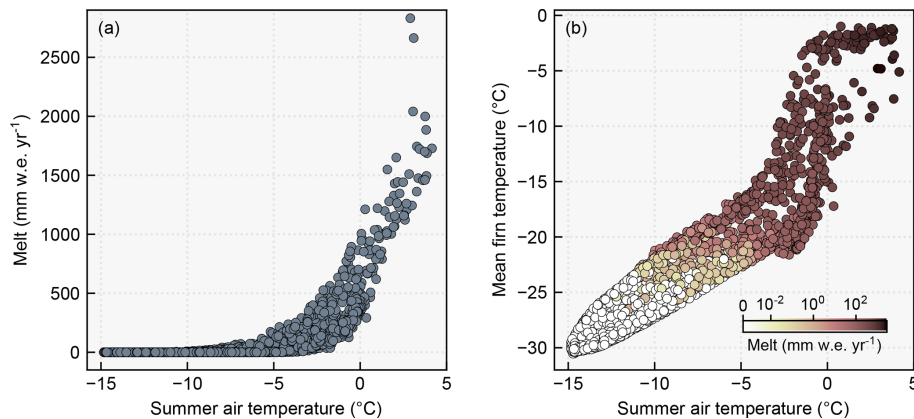 (a)
2500
2000
1500
1000
500
0
Melt (mm w.e. yr⁻¹)
−15 −10 −5 0 5
Summer air temperature (°C)
(b)
0
−5
−10
−15
−20
−25
−30
Mean firn temperature (°C)
0 10⁻² 10⁰ 10²
Melt (mm w.e. yr⁻¹)
−15 −10 −5 0 5
Summer air temperature (°C)